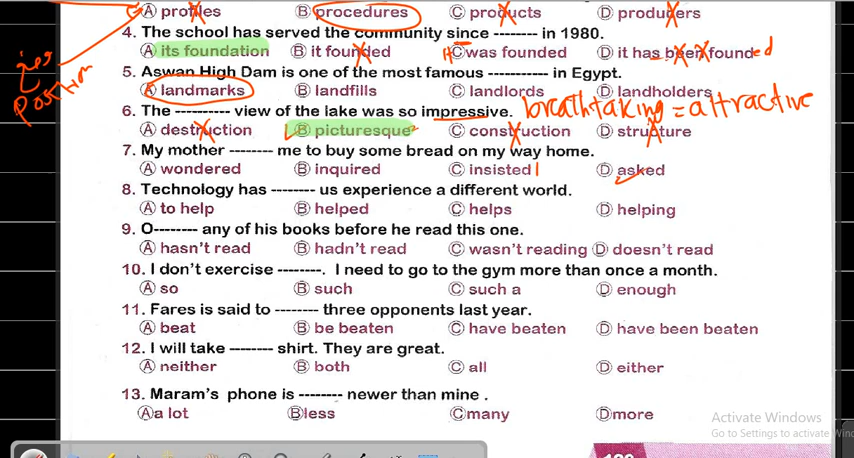 Ⓐ profiles Ⓑ procedures Ⓒ products Ⓓ producers
4. The school has served the community since -------- in 1980.
Ⓐ its foundation Ⓑ it founded Ⓒ was founded Ⓓ it has been founded
5. Aswan High Dam is one of the most famous ----------- in Egypt.
Ⓐ landmarks Ⓑ landfills Ⓒ landlords Ⓓ landholders
6. The ---------- view of the lake was so impressive. breathtaking = attractive
Ⓐ destruction Ⓑ picturesque Ⓒ construction Ⓓ structure
7. My mother -------- me to buy some bread on my way home.
Ⓐ wondered Ⓑ inquired Ⓒ insisted Ⓓ asked
8. Technology has -------- us experience a different world.
Ⓐ to help Ⓑ helped Ⓒ helps Ⓓ helping
9. O-------- any of his books before he read this one.
Ⓐ hasn't read Ⓑ hadn't read Ⓒ wasn't reading Ⓓ doesn't read
10. I don't exercise --------. I need to go to the gym more than once a month.
Ⓐ so Ⓑ such Ⓒ such a Ⓓ enough
11. Fares is said to -------- three opponents last year.
Ⓐ beat Ⓑ be beaten Ⓒ have beaten Ⓓ have been beaten
12. I will take -------- shirt. They are great.
Ⓐ neither Ⓑ both Ⓒ all Ⓓ either
13. Maram's phone is -------- newer than mine .
Ⓐa lot Ⓑless Ⓒmany Ⓓmore
Activate Windows
Go to Settings to activate Win